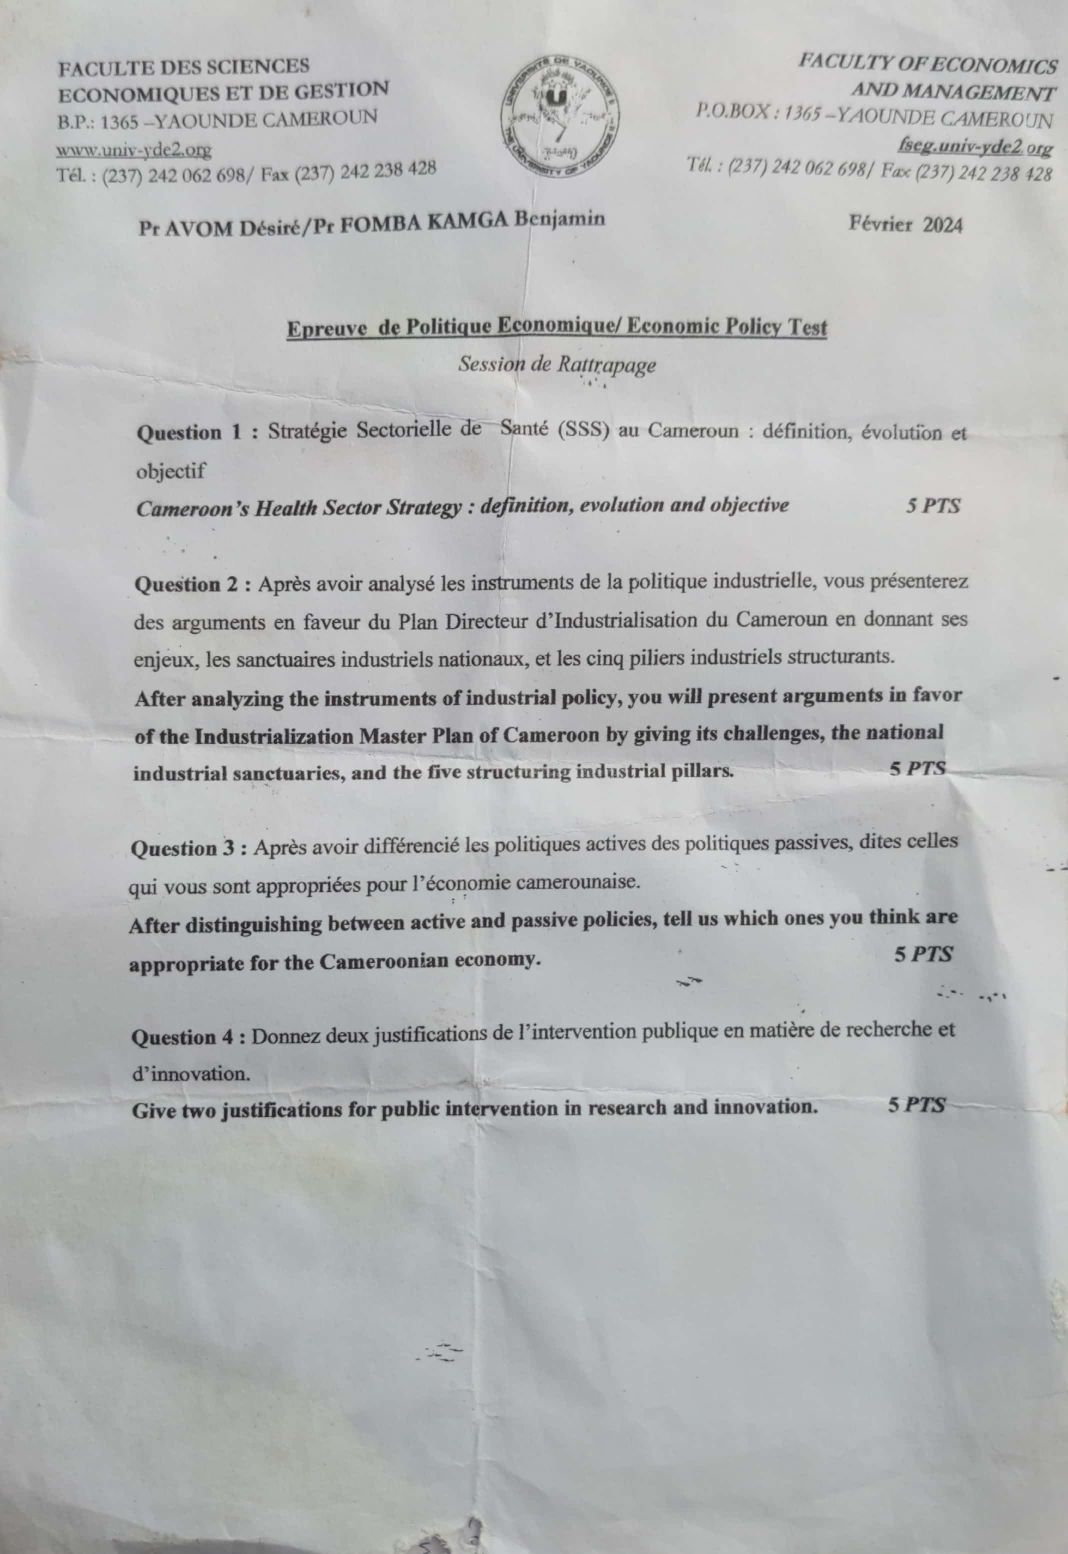 FACULTE DES SCIENCES
ECONOMIQUES ET DE GESTION
B.P.: 1365 –YAOUNDE CAMEROUN
www.univ-yde2.org
Tél. : (237) 242 062 698/ Fax (237) 242 238 428
UNIVERSITÉ DE YAOUNDE II
THE UNIVERSITY OF YAOUNDE II
FACULTY OF ECONOMICS
AND MANAGEMENT
P.O.BOX : 1365 –YAOUNDE CAMEROUN
fseg.univ-yde2.org
Tél. : (237) 242 062 698/ Fax (237) 242 238 428
Pr AVOM Désiré/Pr FOMBA KAMGA Benjamin Février 2024
Epreuve de Politique Economique/ Economic Policy Test
Session de Rattrapage
Question 1 : Stratégie Sectorielle de Santé (SSS) au Cameroun : définition, évolution et
objectif
Cameroon's Health Sector Strategy : definition, evolution and objective 5 PTS
Question 2 : Après avoir analysé les instruments de la politique industrielle, vous présenterez
des arguments en faveur du Plan Directeur d'Industrialisation du Cameroun en donnant ses
enjeux, les sanctuaires industriels nationaux, et les cinq piliers industriels structurants.
After analyzing the instruments of industrial policy, you will present arguments in favor
of the Industrialization Master Plan of Cameroon by giving its challenges, the national
industrial sanctuaries, and the five structuring industrial pillars. 5 PTS
Question 3 : Après avoir différencié les politiques actives des politiques passives, dites celles
qui vous sont appropriées pour l'économie camerounaise.
After distinguishing between active and passive policies, tell us which ones you think are
appropriate for the Cameroonian economy. 5 PTS
Question 4 : Donnez deux justifications de l'intervention publique en matière de recherche et
d'innovation.
Give two justifications for public intervention in research and innovation. 5 PTS